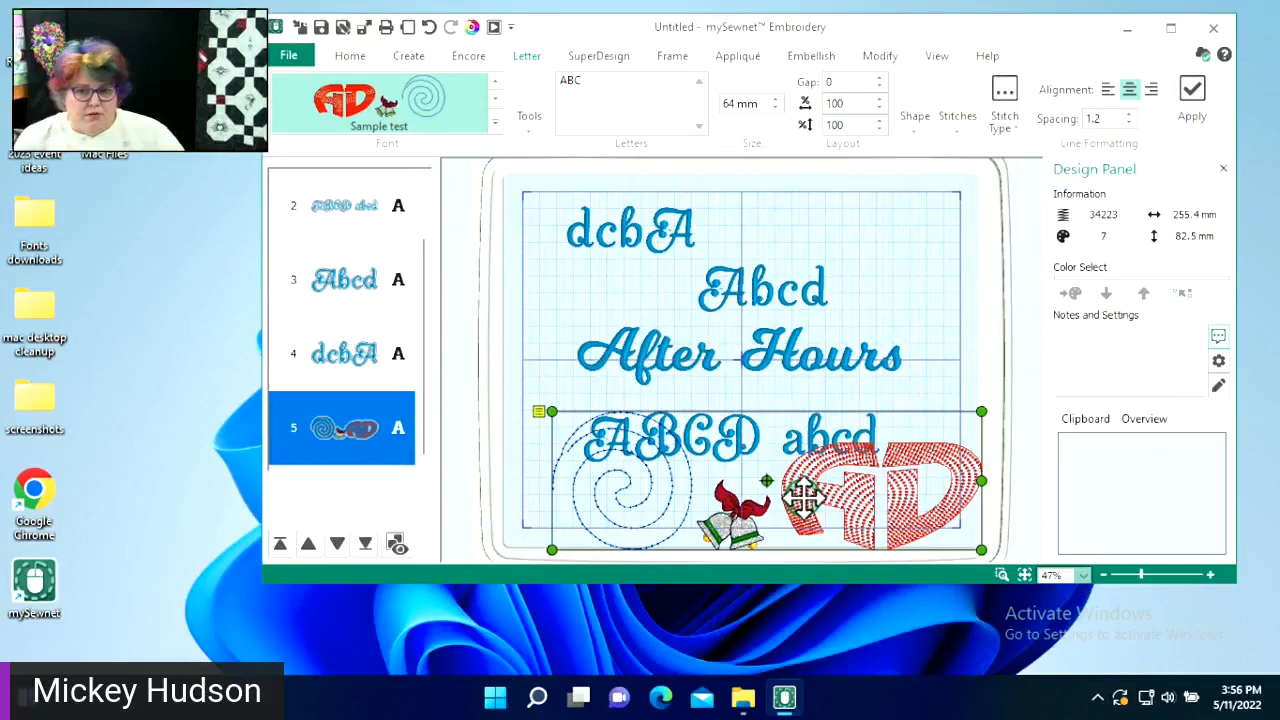 Untitled - mySewnet™ Embroidery
File Home Create Encore Letter SuperDesign Frame Appliqué Embellish Modify View Help
Sample test
Font
Tools
ABC
Letters
64 mm
Size
Gap: 0
100
100
Layout
Shape
Stitches
Stitch Type
Alignment:
Spacing: 1.2
Line Formatting
Apply
2 ABCD abcd A
3 Abcd A
4 dcbA A
5 A
dcbA
Abcd
After Hours
ABCD abcd
AD
Design Panel
Information
34223 255.4 mm
7 82.5 mm
Color Select
Notes and Settings
Clipboard Overview
47%
2023 event ideas
Mac Files
Fonts downloads
mac desktop cleanup
screenshots
Google Chrome
mySewnet
Activate Windows
Go to Settings to activate Windows.
Mickey Hudson
3:56 PM
5/11/2022